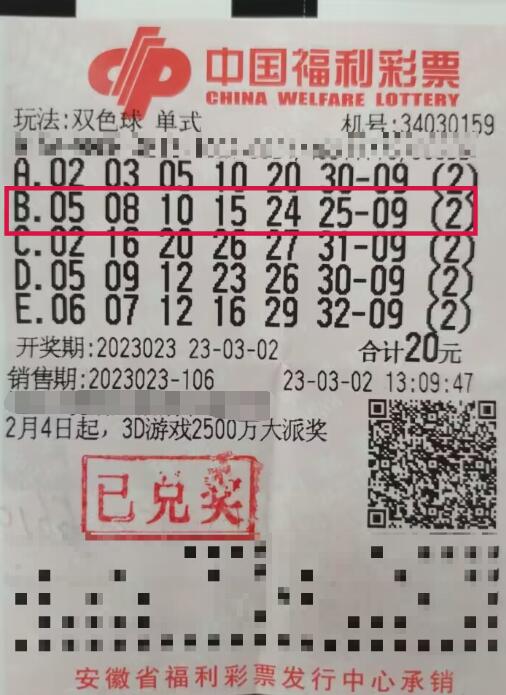 中国福利彩票
CHINA WELFARE LOTTERY
玩法:双色球 单式 机号:34030159
A.02 03 05 10 20 30-09 (2)
B.05 08 10 15 24 25-09 (2)
C.02 16 20 26 27 31-09 (2)
D.05 09 12 23 26 30-09 (2)
E.06 07 12 16 29 32-09 (2)
开奖期:2023023 23-03-02 合计20元
销售期:2023023-106 23-03-02 13:09:47
2月4日起，3D游戏2500万大派奖
已兑奖
安徽省福利彩票发行中心承销